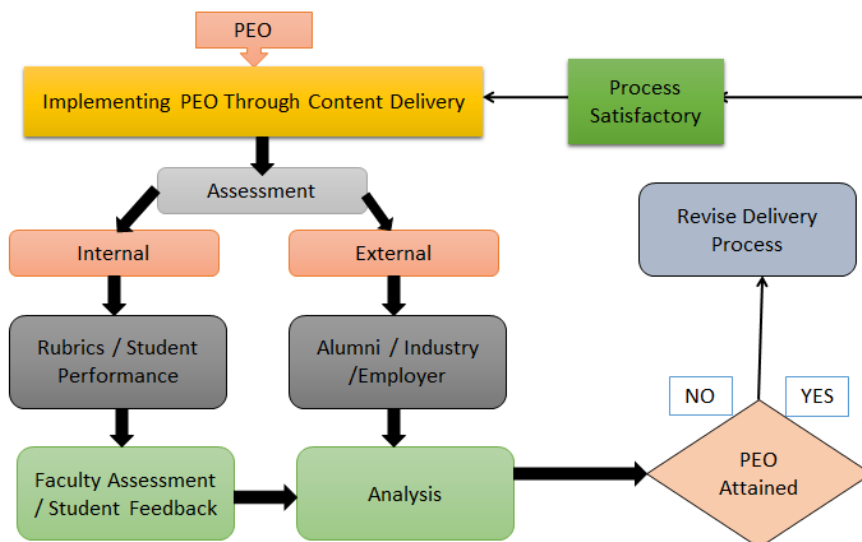 PEO
Implementing PEO Through Content Delivery
Process
Satisfactory
Assessment
Revise Delivery
Process
Internal
External
Rubrics / Student
Performance
Alumni / Industry
/Employer
NO
YES
Faculty Assessment
/ Student Feedback
Analysis
PEO
Attained